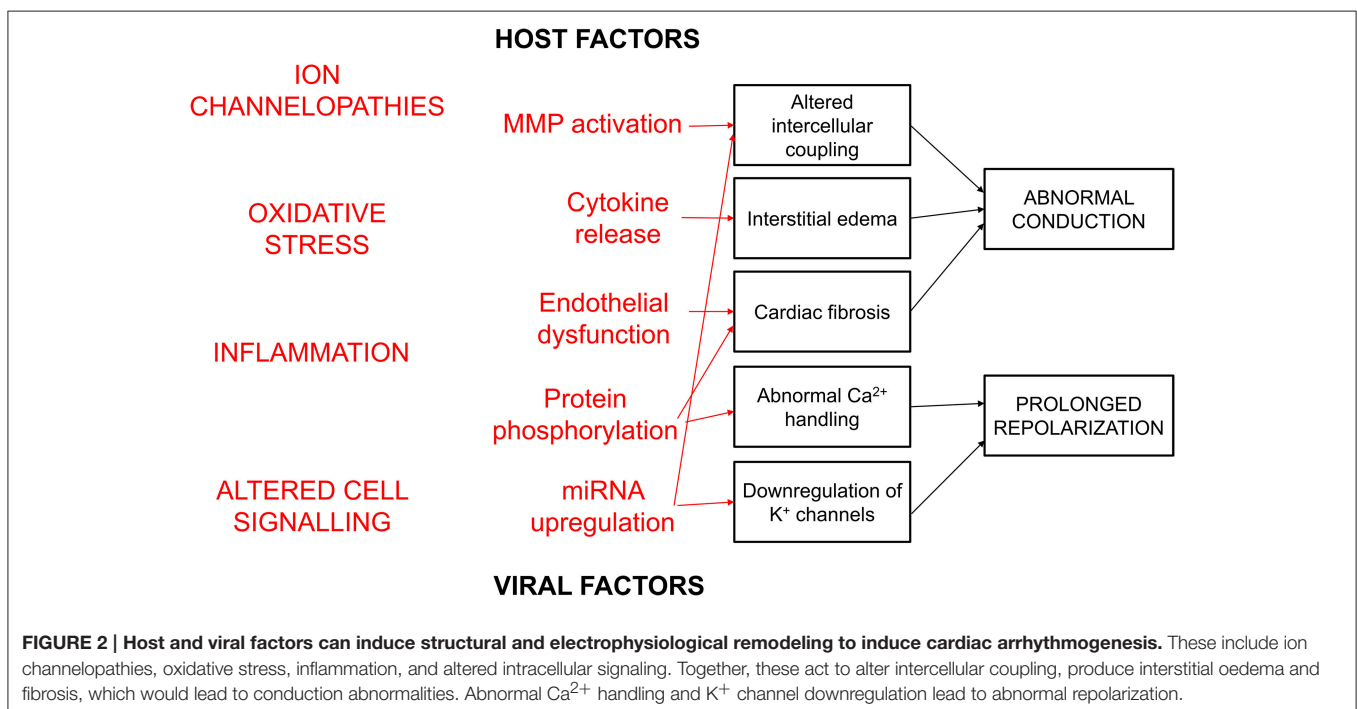 HOST FACTORS
ION
CHANNELOPATHIES
OXIDATIVE
STRESS
INFLAMMATION
ALTERED CELL
SIGNALLING
MMP activation
Cytokine
release
Endothelial
dysfunction
Protein
phosphorylation
miRNA
upregulation
Altered
intercellular
coupling
Interstitial edema
Cardiac fibrosis
Abnormal Ca²⁺
handling
Downregulation of
K⁺ channels
ABNORMAL
CONDUCTION
PROLONGED
REPOLARIZATION
VIRAL FACTORS
FIGURE 2 | Host and viral factors can induce structural and electrophysiological remodeling to induce cardiac arrhythmogenesis. These include ion
channelopathies, oxidative stress, inflammation, and altered intracellular signaling. Together, these act to alter intercellular coupling, produce interstitial oedema and
fibrosis, which would lead to conduction abnormalities. Abnormal Ca²⁺ handling and K⁺ channel downregulation lead to abnormal repolarization.